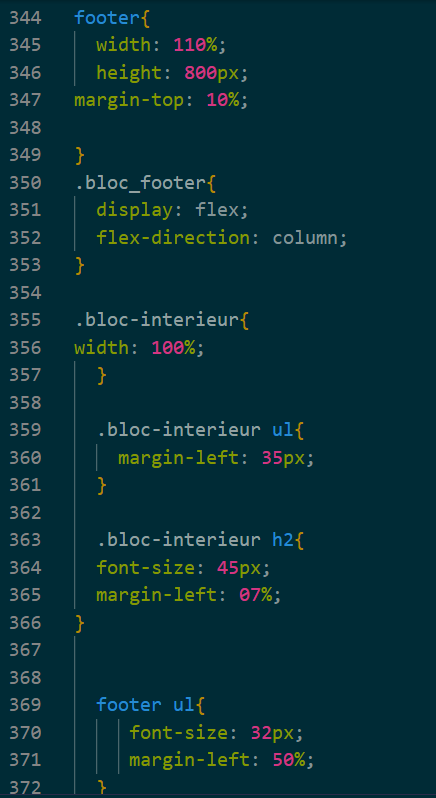 344 footer{
345 width: 110%;
346 height: 800px;
347 margin-top: 10%;
348
349 }
350 .bloc_footer{
351 display: flex;
352 flex-direction: column;
353 }
354
355 .bloc-interieur{
356 width: 100%;
357 }
358
359 .bloc-interieur ul{
360 margin-left: 35px;
361 }
362
363 .bloc-interieur h2{
364 font-size: 45px;
365 margin-left: 07%;
366 }
367
368
369 footer ul{
370 font-size: 32px;
371 margin-left: 50%;
372 }